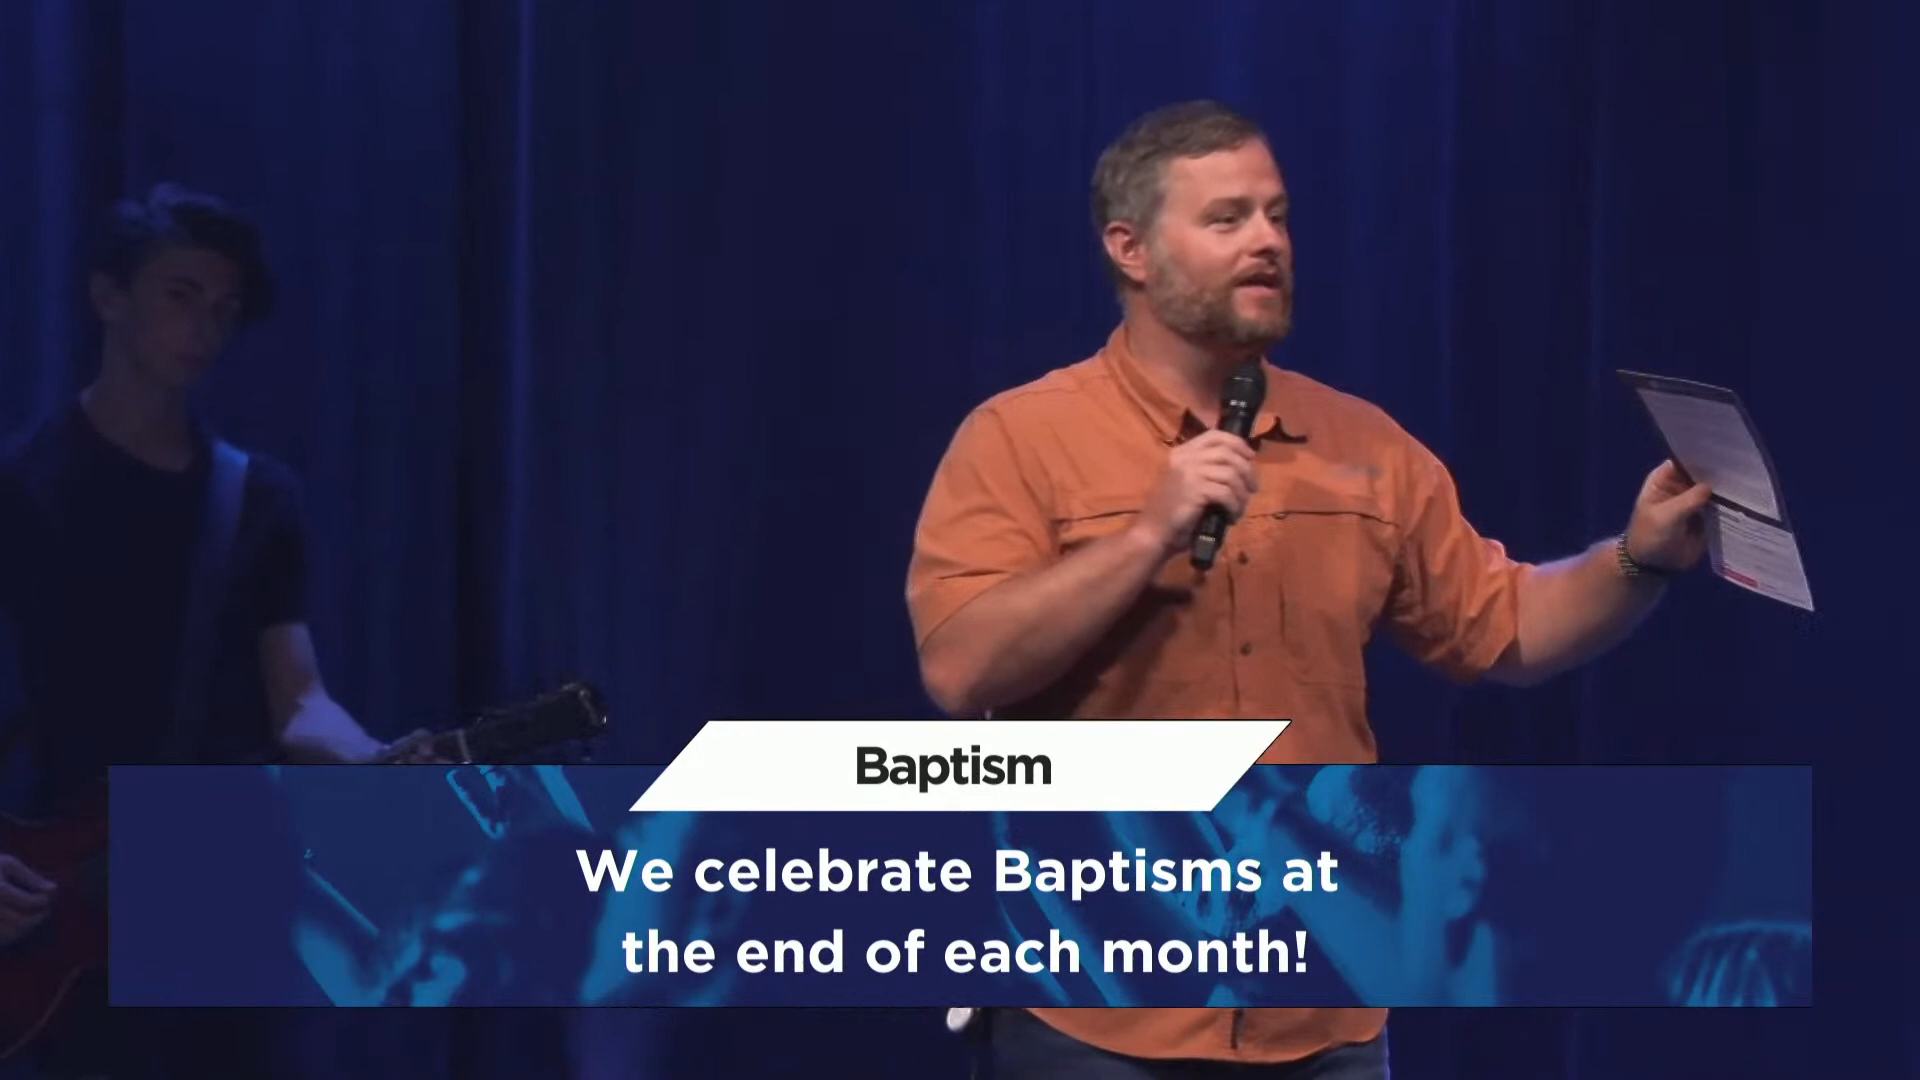 Baptism
We celebrate Baptisms at
the end of each month!